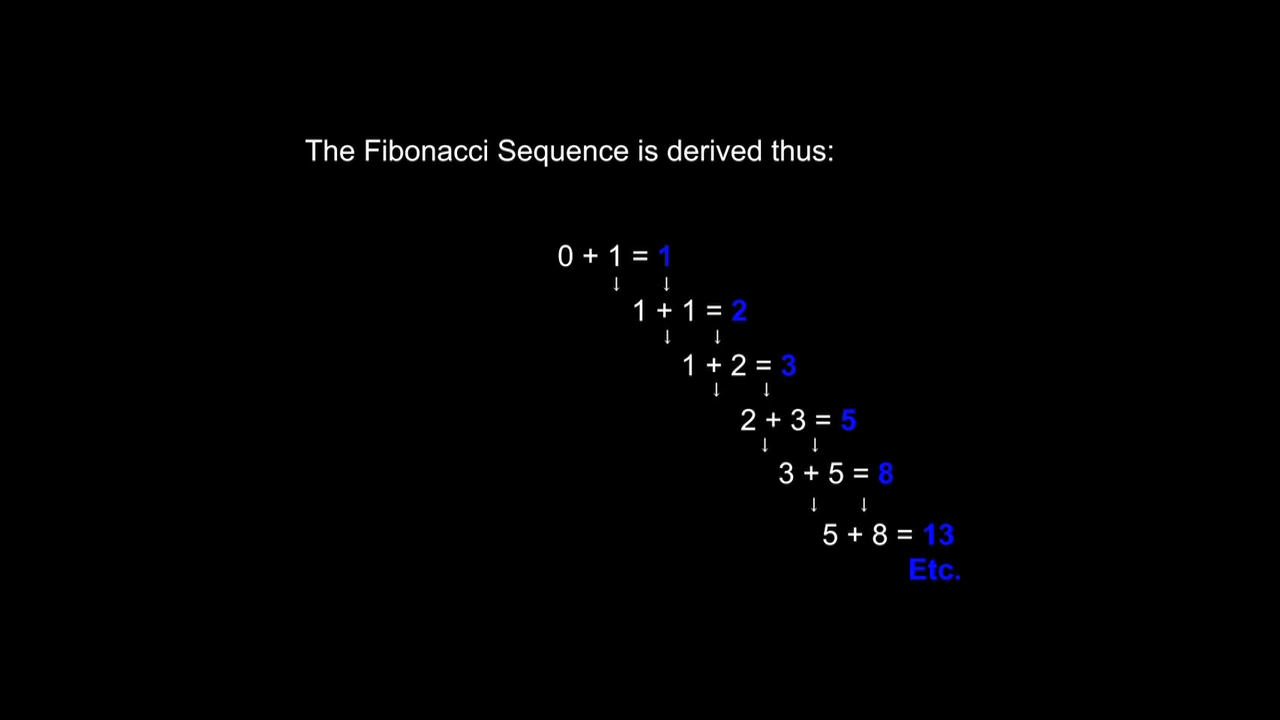 The Fibonacci Sequence is derived thus:
0 + 1 = 1
↓ ↓
1 + 1 = 2
↓ ↓
1 + 2 = 3
↓ ↓
2 + 3 = 5
↓ ↓
3 + 5 = 8
↓ ↓
5 + 8 = 13
Etc.